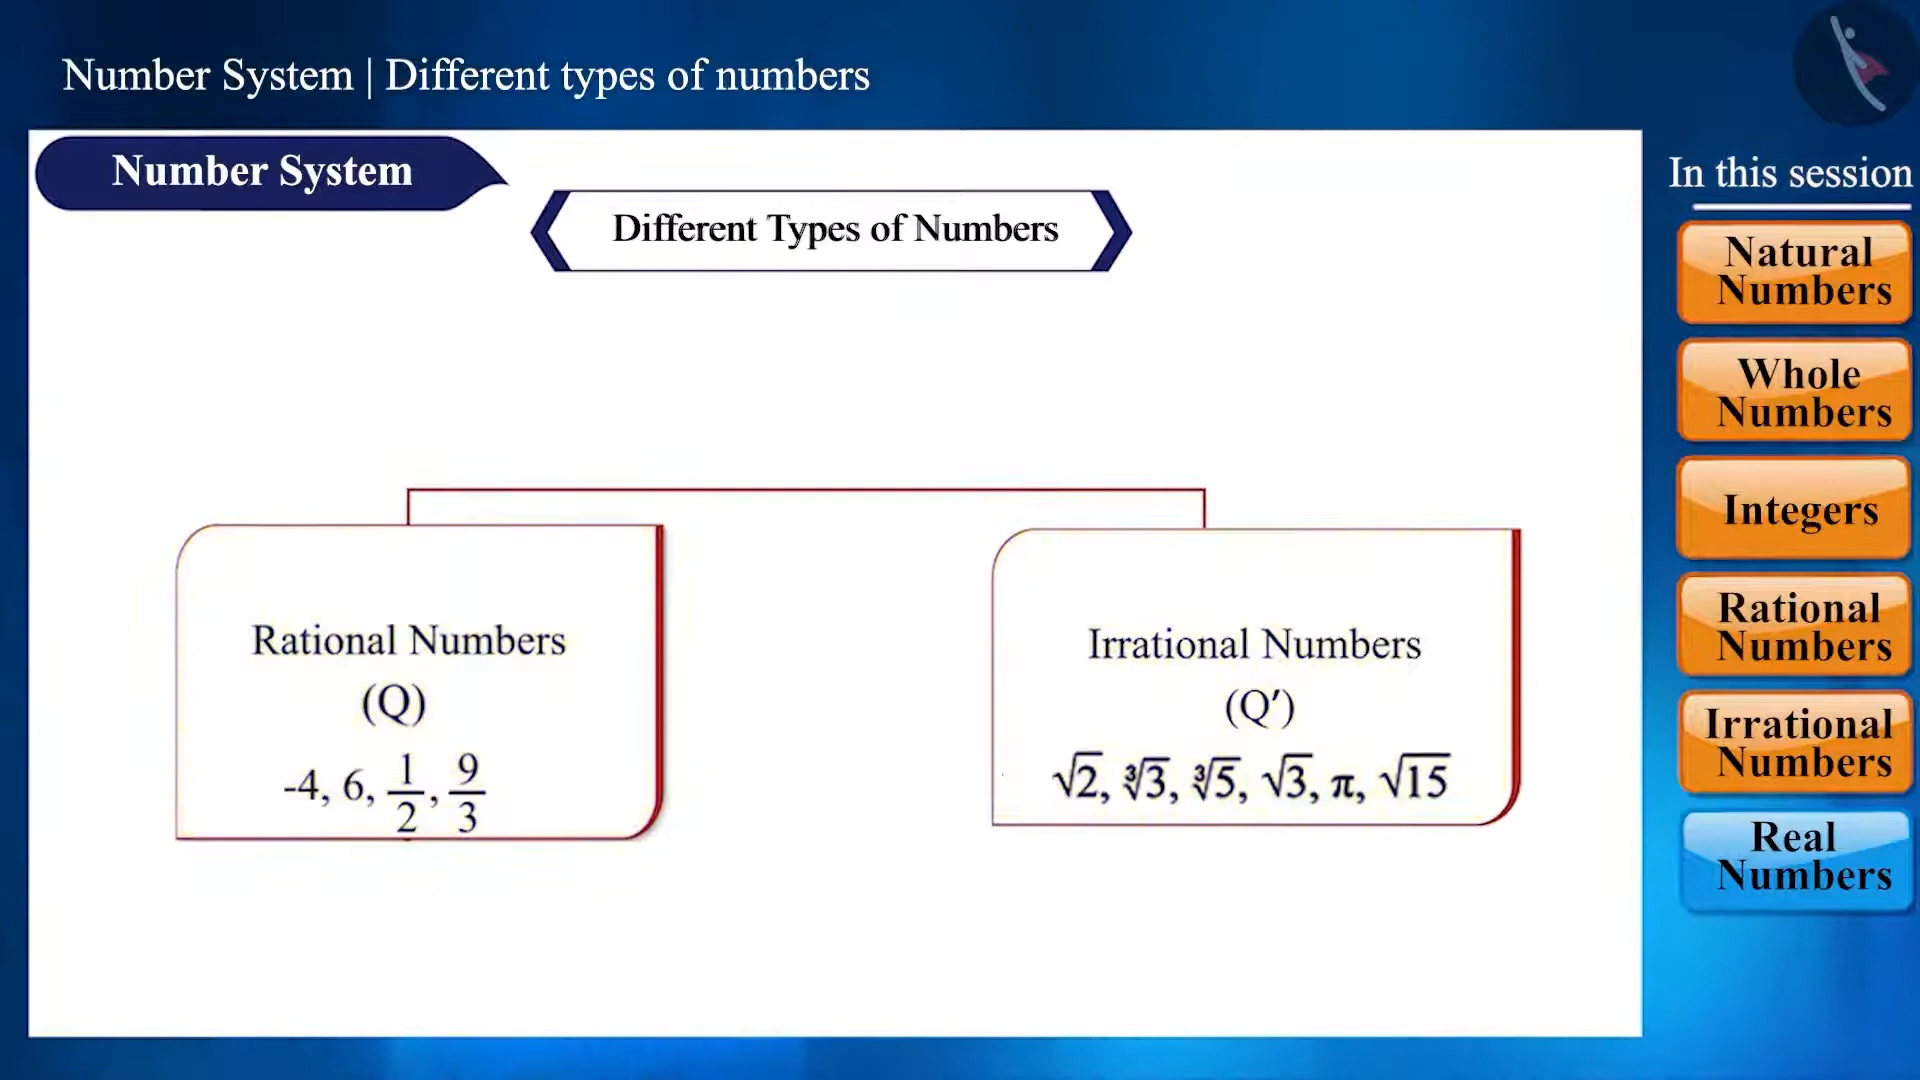 Number System | Different types of numbers
Number System
Different Types of Numbers
Rational Numbers
(Q)
-4, 6, 1/2, 9/3
Irrational Numbers
(Q′)
√2, ∛3, ∛5, √3, π, √15
In this session
Natural
Numbers
Whole
Numbers
Integers
Rational
Numbers
Irrational
Numbers
Real
Numbers